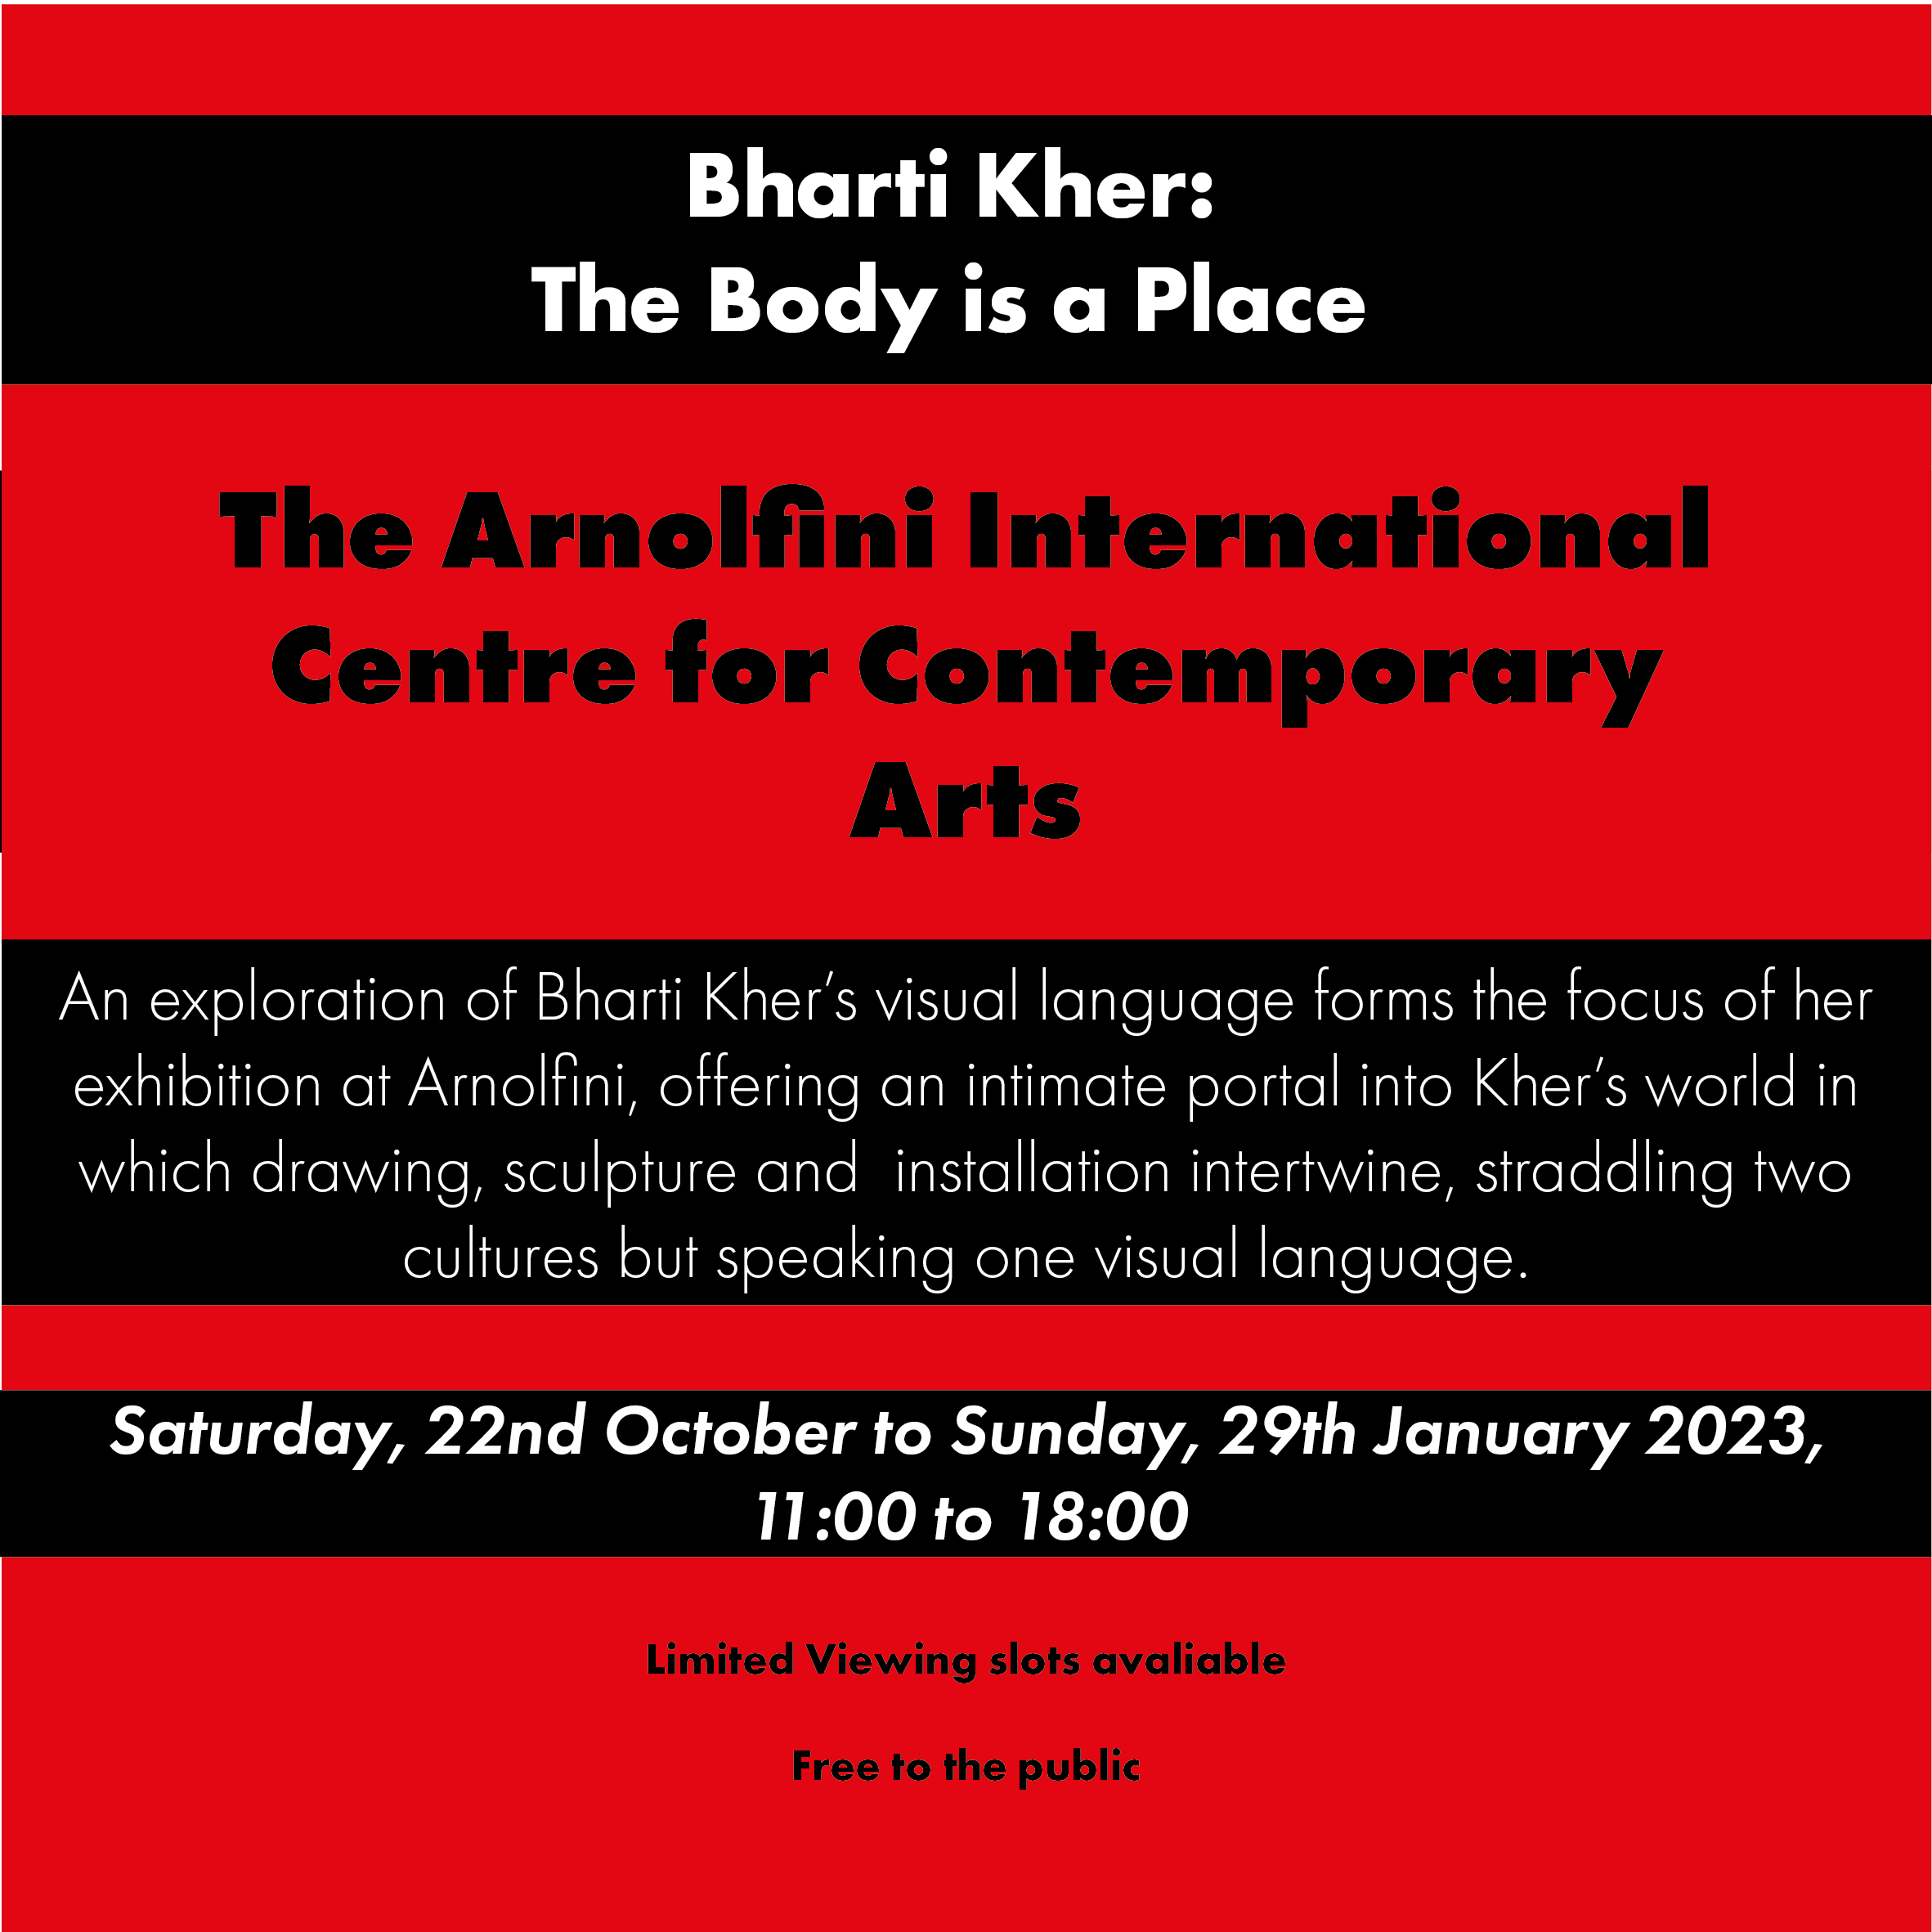 Bharti Kher:
The Body is a Place
The Arnolfini International
Centre for Contemporary
Arts
An exploration of Bharti Kher’s visual language forms the focus of her
exhibition at Arnolfini, offering an intimate portal into Kher’s world in
which drawing, sculpture and  installation intertwine, straddling two
cultures but speaking one visual language.
Saturday, 22nd October to Sunday, 29th January 2023,
11:00 to 18:00
Limited Viewing slots avaliable
Free to the public